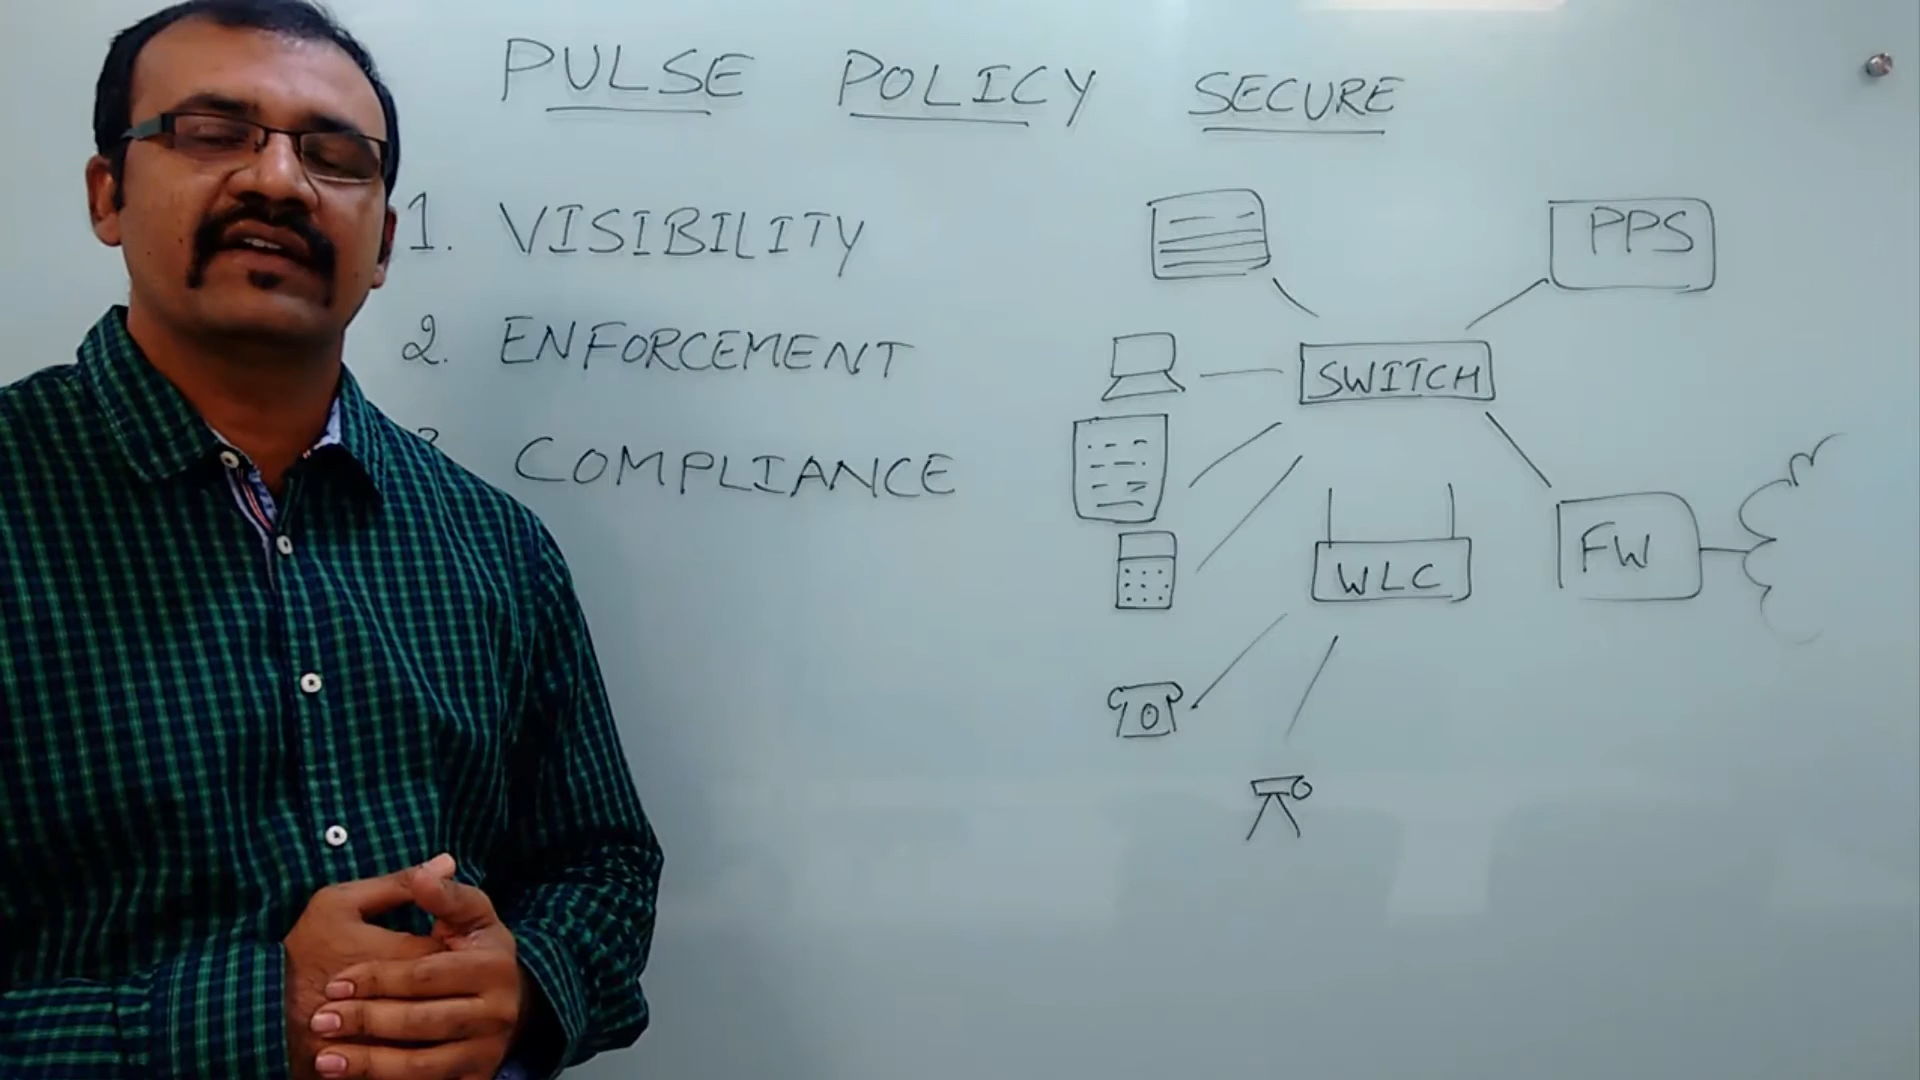 PULSE POLICY SECURE
1. VISIBILITY
2. ENFORCEMENT
COMPLIANCE
PPS
SWITCH
WLC
FW